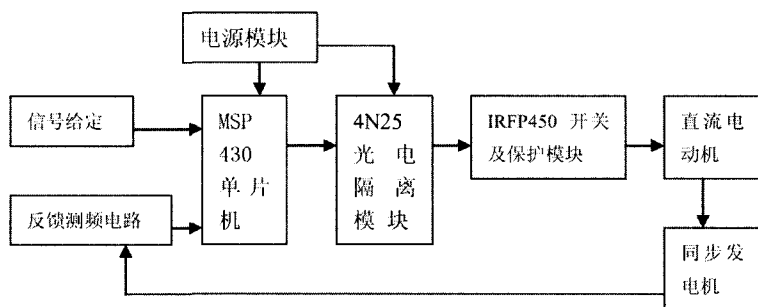 电源模块
信号给定
MSP
430
单片
机
4N25
光电
隔离
模块
IRFP450 开关
及保护模块
直流电
动机
反馈测频电路
同步发
电机